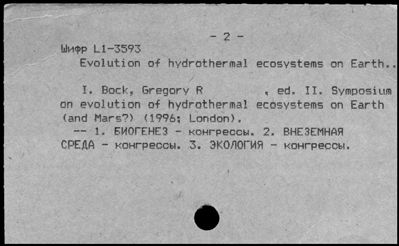 - 2 -
Шифр L1-3593
Evolution of hydrothermal ecosystems on Earth..
I. Bock, Gregory R , ed. II. Symposium
on evolution of hydrothermal ecosystems on Earth
(and Mars?) (1996; London).
-- 1. БИОГЕНЕЗ - конгрессы. 2. ВНЕЗЕМНАЯ
СРЕДА - конгрессы. 3. ЭКОЛОГИЯ - конгрессы.